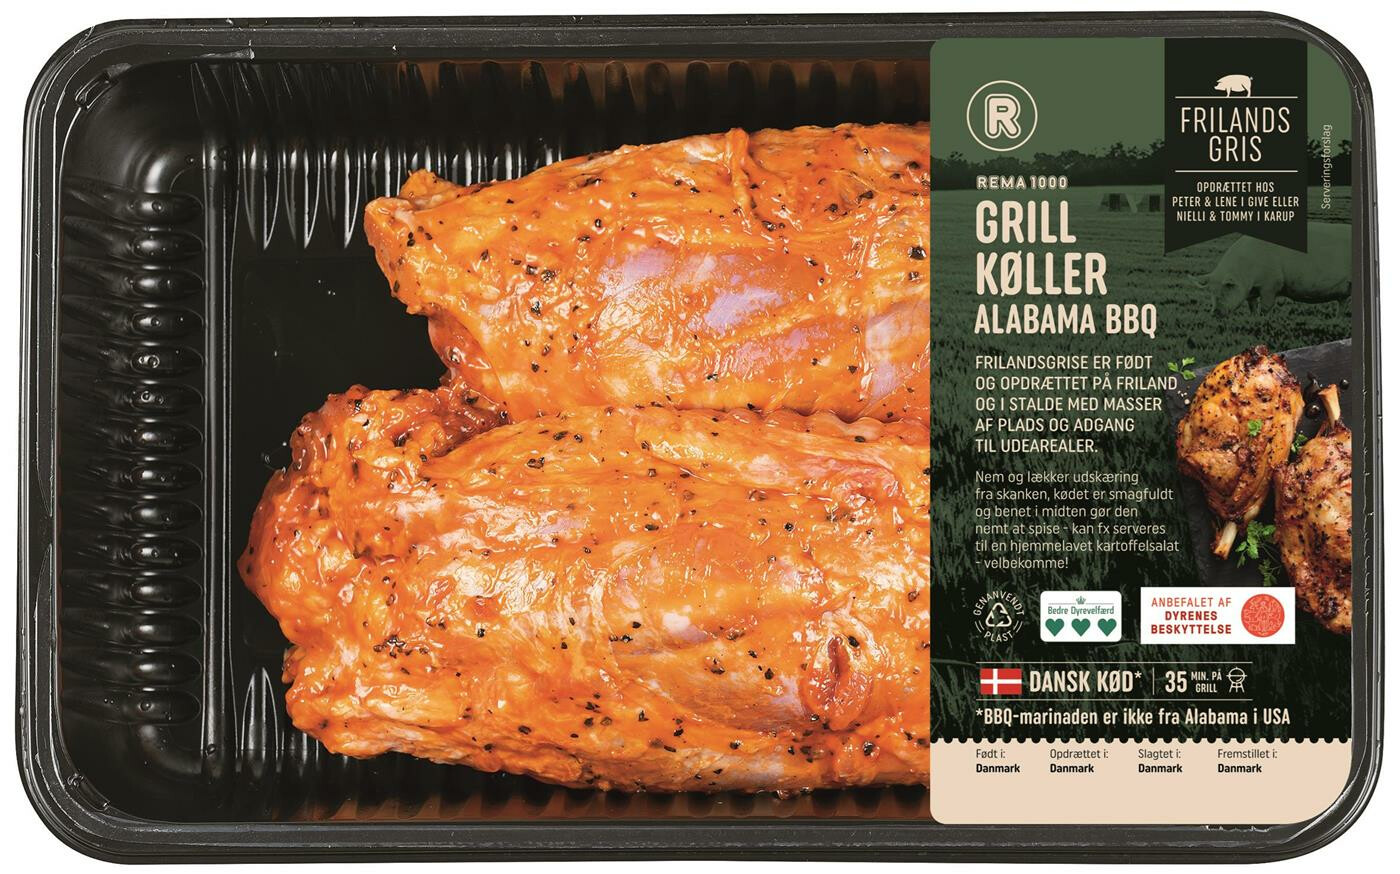 R
REMA 1000
GRILL
KØLLER
ALABAMA BBQ
FRILANDSGRISE ER FØDT
OG OPDRÆTTET PÅ FRILAND
OG I STALDE MED MASSER
AF PLADS OG ADGANG
TIL UDEAREALER.
Nem og lækker udskæring
fra skanken, kødet er smagfuldt
og benet i midten gør den
nemt at spise - kan fx serveres
til en hjemmelavet kartoffelsalat
- velbekomme!
FRILANDS
GRIS
OPDRÆTTET HOS
PETER & LENE I GIVE ELLER
NIELLI & TOMMY I KARUP
Serveringsforslag
GENANVENDT
PLAST
Bedre Dyrevelfærd
ANBEFALET AF
DYRENES
BESKYTTELSE
DANSK KØD* 35 MIN. PÅ
GRILL
*BBQ-marinaden er ikke fra Alabama i USA
Født i: Opdrættet i: Slagtet i: Fremstillet i:
Danmark Danmark Danmark Danmark